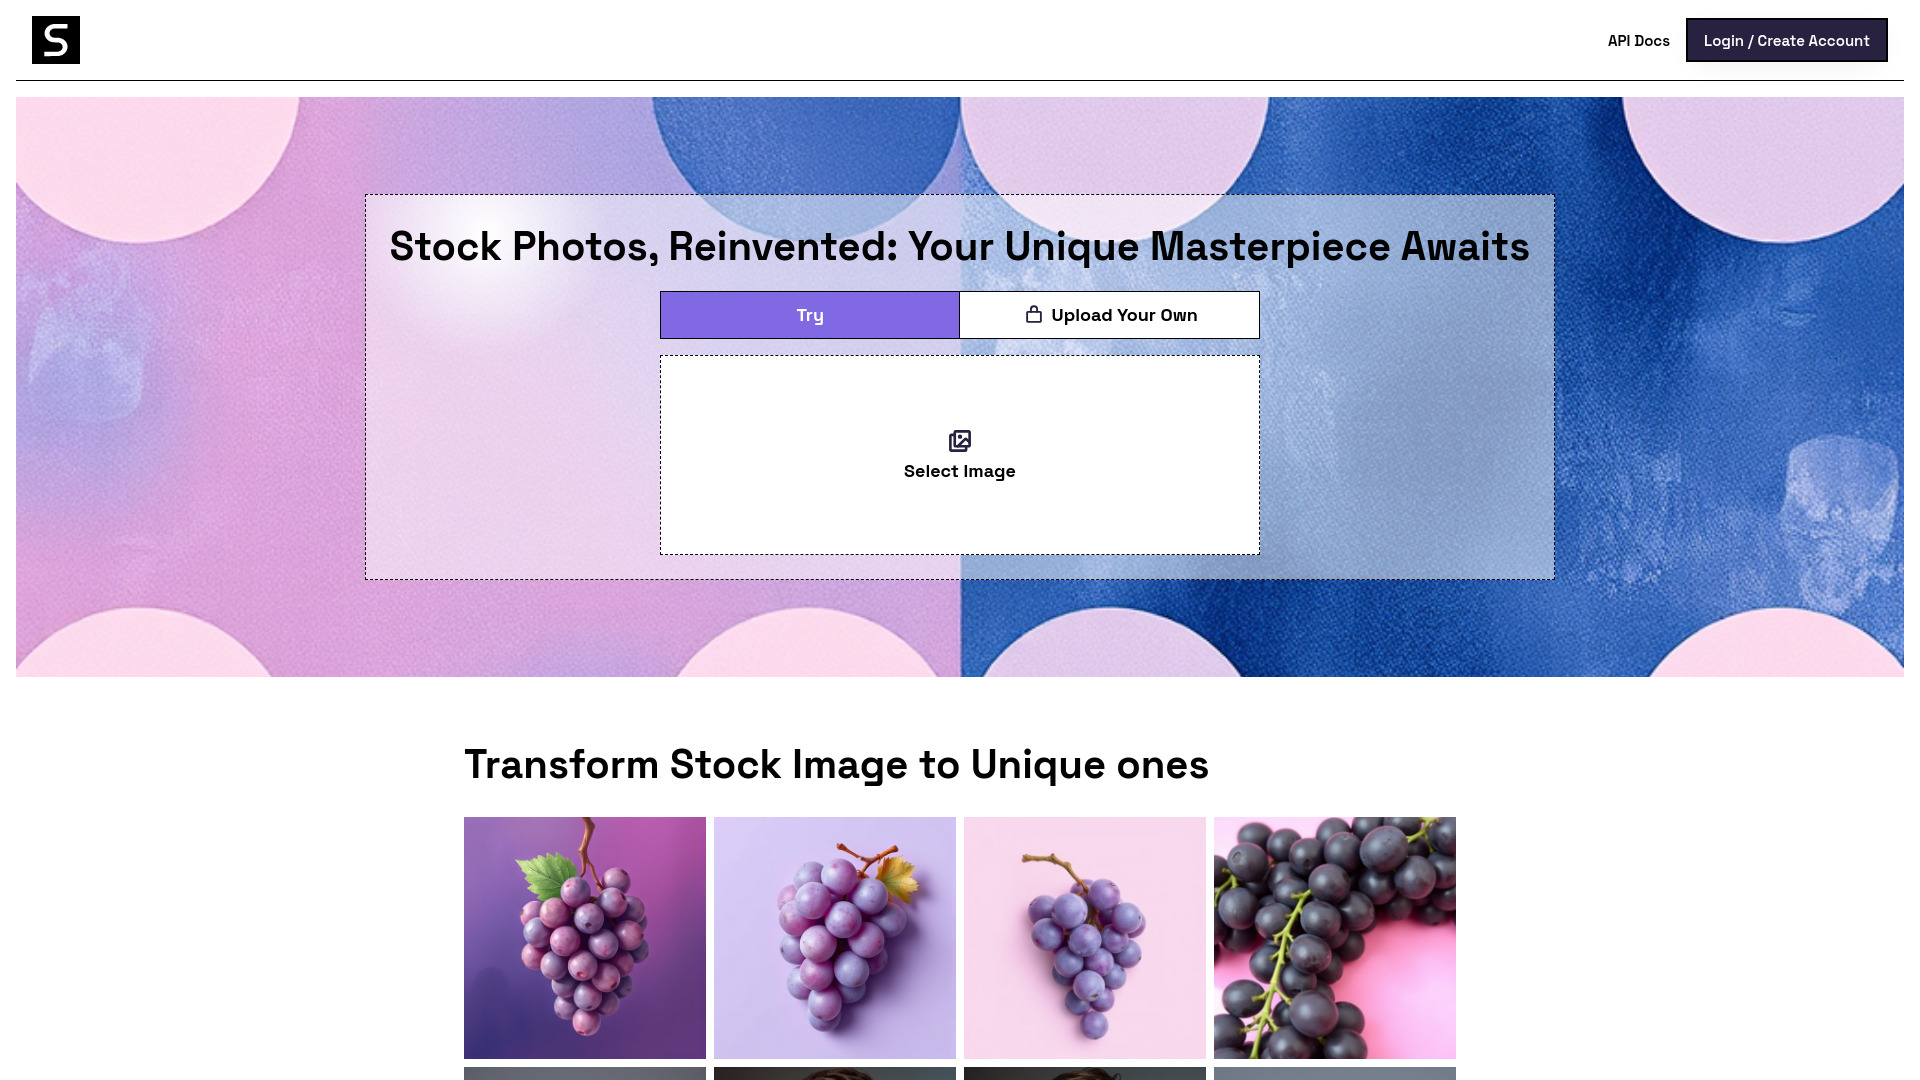 S
API Docs
Login / Create Account
Stock Photos, Reinvented: Your Unique Masterpiece Awaits
Try
Upload Your Own
Select Image
Transform Stock Image to Unique ones